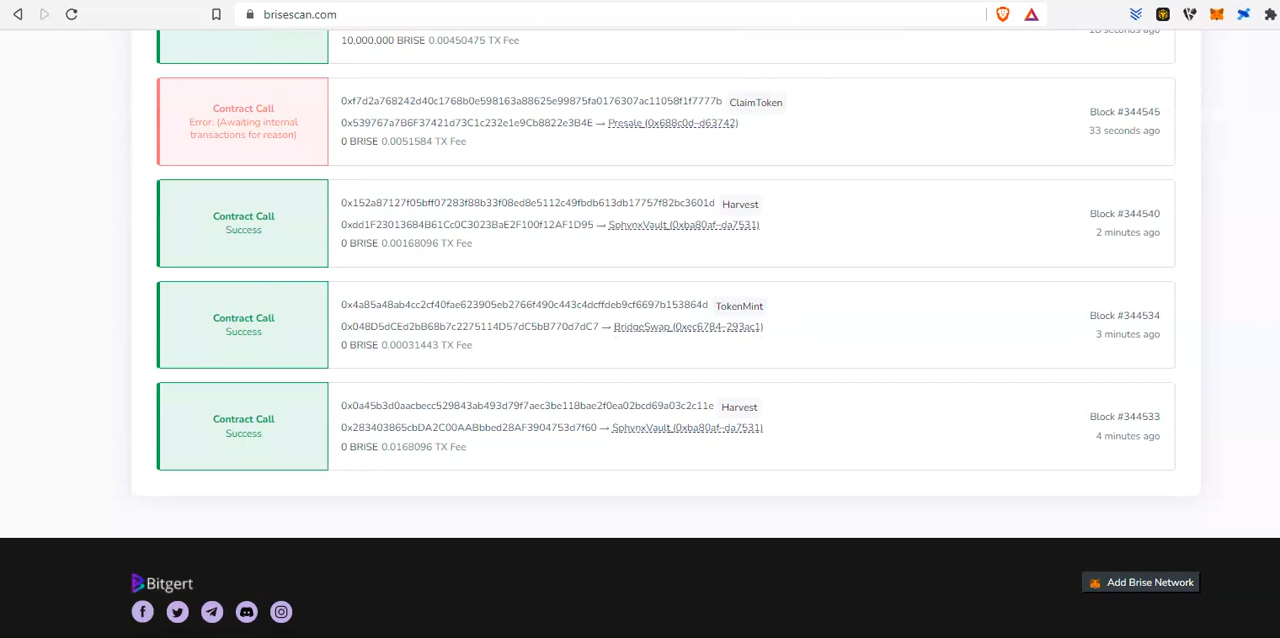 brisescan.com
10,000,000 BRISE 0.00450475 TX Fee
18 seconds ago
Contract Call
Error: (Awaiting internal
transactions for reason)
0xf7d2a768242d40c1768b0e598163a88625e99875fa0176307ac11058f1f7777b ClaimToken
0x539767a7B6F37421d73C1c232e1e9Cb8822e3B4E → Presale (0x688c0d–d63742)
0 BRISE 0.0051584 TX Fee
Block #344545
33 seconds ago
Contract Call
Success
0x152a87127f05bff07283f88b33f08ed8e5112c49fbdb613db17757f82bc3601d Harvest
0xdd1F23013684B61Cc0C3023BaE2F100f12AF1D95 → SphynxVault (0xba80af–da7531)
0 BRISE 0.00168096 TX Fee
Block #344540
2 minutes ago
Contract Call
Success
0x4a85a48ab4cc2cf40fae623905eb2766f490c443c4dcffdeb9cf6697b153864d TokenMint
0x048D5dCEd2bB68b7c2275114D57dC5bB770d7dC7 → BridgeSwap (0xec6784–293ac1)
0 BRISE 0.00031443 TX Fee
Block #344534
3 minutes ago
Contract Call
Success
0x0a45b3d0aacbecc529843ab493d79f7aec3be118bae2f0ea02bcd69a03c2c11e Harvest
0x283403865cbDA2C00AABbbed28AF3904753d7f60 → SphynxVault (0xba80af–da7531)
0 BRISE 0.0168096 TX Fee
Block #344533
4 minutes ago
Bitgert
Add Brise Network